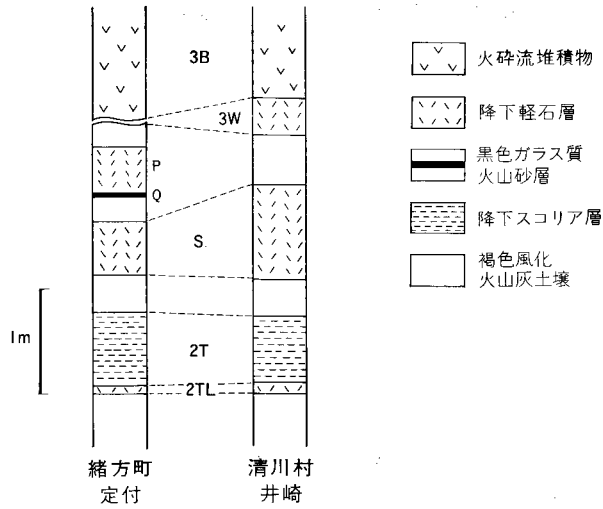 3B
3W
P
Q
S
2T
2TL
1m
緒方町
定付
清川村
井崎
火砕流堆積物
降下軽石層
黒色ガラス質
火山砂層
降下スコリア層
褐色風化
火山灰土壌